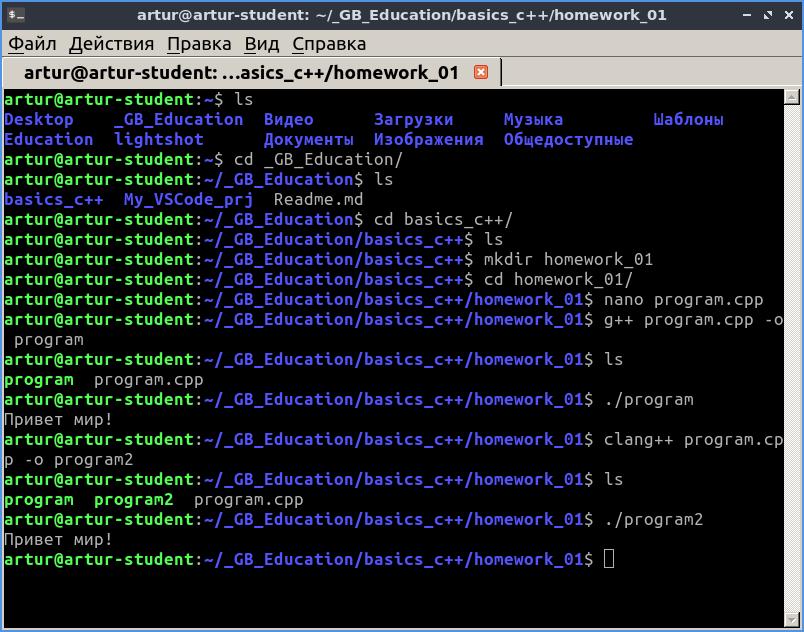 artur@artur-student: ~/_GB_Education/basics_c++/homework_01
Файл Действия Правка Вид Справка
artur@artur-student: …asics_c++/homework_01
artur@artur-student:~$ ls
Desktop _GB_Education Видео Загрузки Музыка Шаблоны
Education lightshot Документы Изображения Общедоступные
artur@artur-student:~$ cd _GB_Education/
artur@artur-student:~/_GB_Education$ ls
basics_c++ My_VSCode_prj Readme.md
artur@artur-student:~/_GB_Education$ cd basics_c++/
artur@artur-student:~/_GB_Education/basics_c++$ ls
artur@artur-student:~/_GB_Education/basics_c++$ mkdir homework_01
artur@artur-student:~/_GB_Education/basics_c++$ cd homework_01/
artur@artur-student:~/_GB_Education/basics_c++/homework_01$ nano program.cpp
artur@artur-student:~/_GB_Education/basics_c++/homework_01$ g++ program.cpp -o
program
artur@artur-student:~/_GB_Education/basics_c++/homework_01$ ls
program program.cpp
artur@artur-student:~/_GB_Education/basics_c++/homework_01$ ./program
Привет мир!
artur@artur-student:~/_GB_Education/basics_c++/homework_01$ clang++ program.cp
p -o program2
artur@artur-student:~/_GB_Education/basics_c++/homework_01$ ls
program program2 program.cpp
artur@artur-student:~/_GB_Education/basics_c++/homework_01$ ./program2
Привет мир!
artur@artur-student:~/_GB_Education/basics_c++/homework_01$